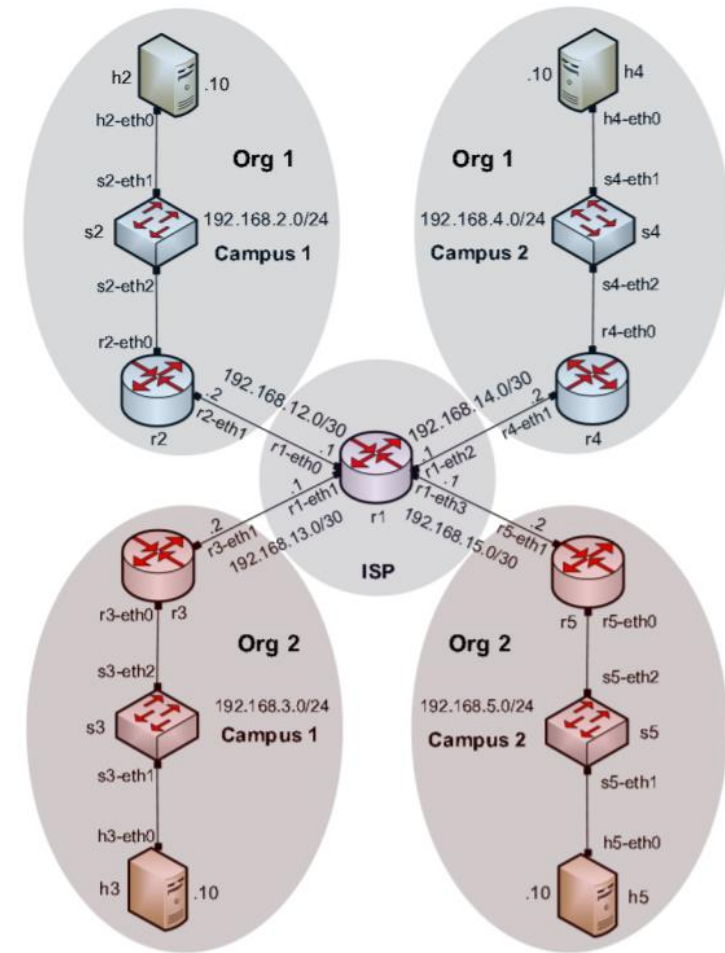 h2
.10
h2-eth0
s2-eth1
Org 1
s2
192.168.2.0/24
Campus 1
s2-eth2
r2-eth0
r2
.2
r2-eth1
192.168.12.0/30
.1
r1-eth0
.10
h4
h4-eth0
Org 1
s4-eth1
192.168.4.0/24
s4
Campus 2
s4-eth2
r4-eth0
192.168.14.0/30
.2
r4-eth1
r4
.1
r1-eth2
.1
r1-eth1
r1
.1
r1-eth3
ISP
.2
r3-eth1
192.168.13.0/30
r3-eth0
r3
Org 2
s3-eth2
192.168.3.0/24
s3
Campus 1
s3-eth1
h3-eth0
h3
.10
192.168.15.0/30
.2
r5-eth1
r5
r5-eth0
Org 2
s5-eth2
192.168.5.0/24
s5
Campus 2
s5-eth1
h5-eth0
.10
h5